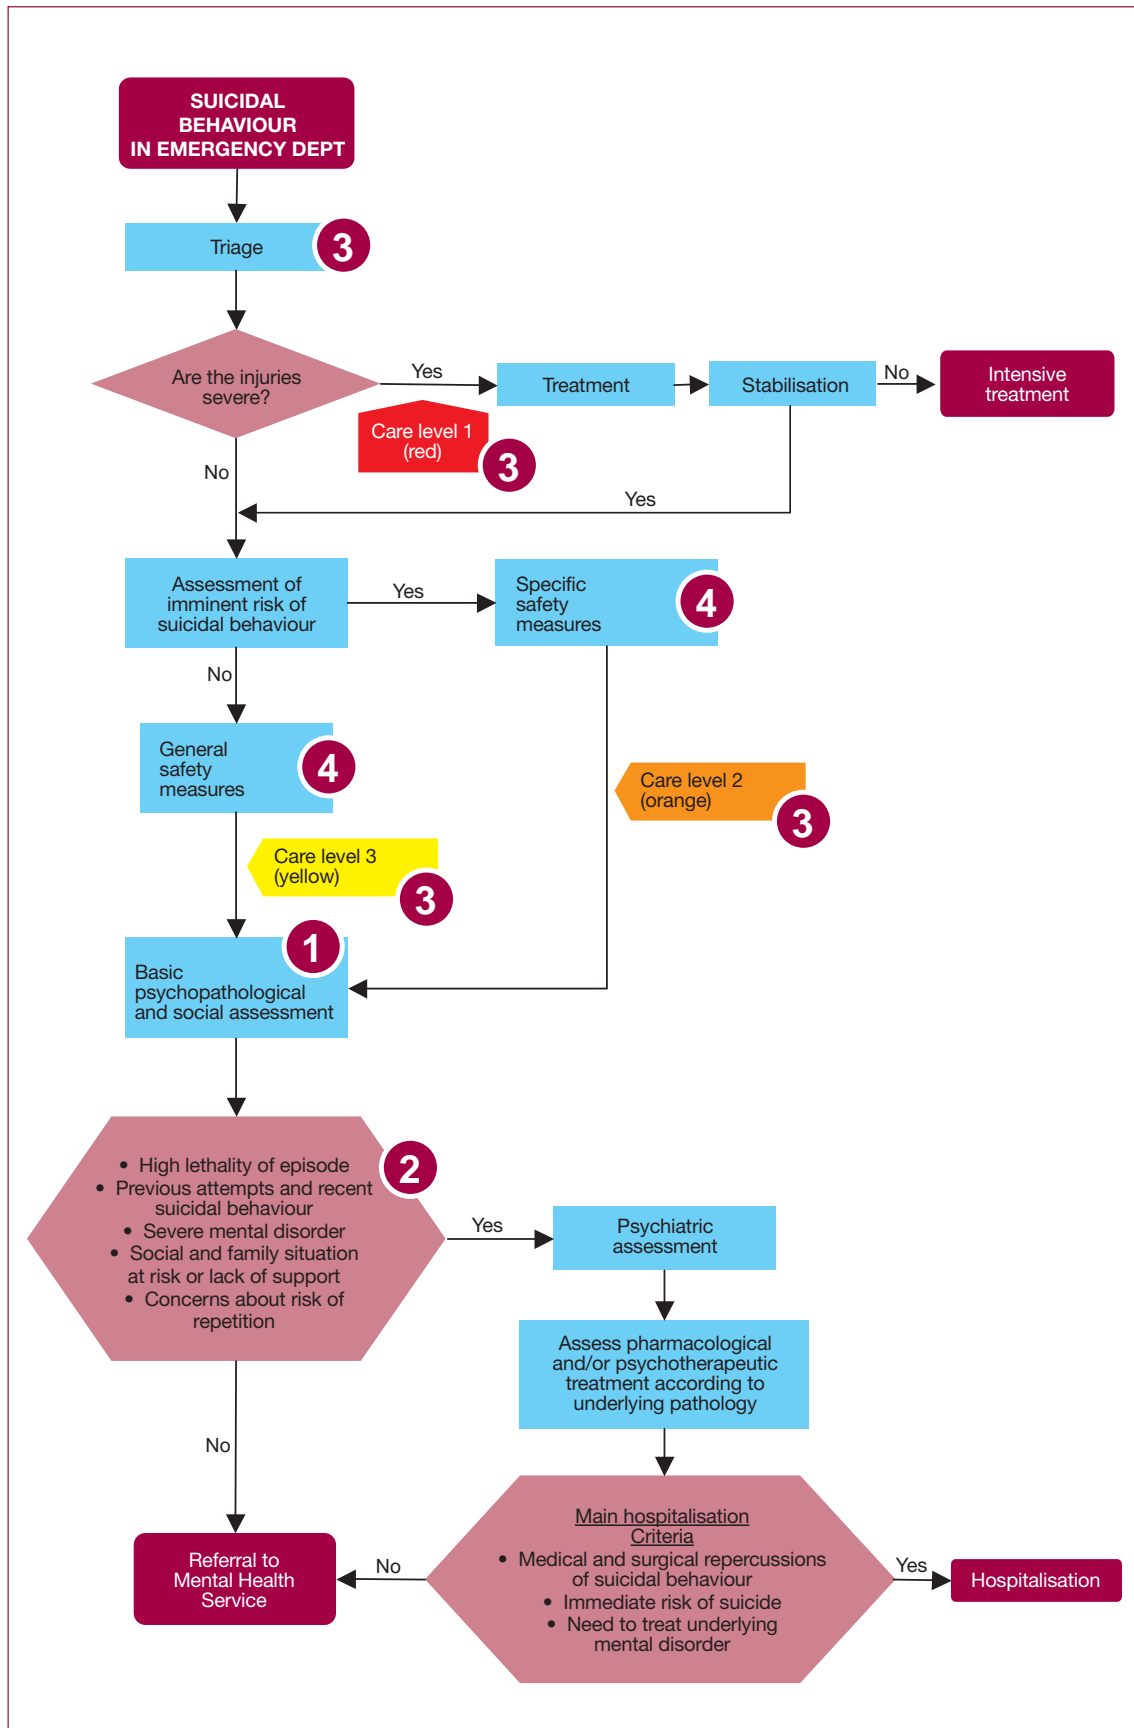 SUICIDAL
BEHAVIOUR
IN EMERGENCY DEPT
Triage
3
Are the injuries
severe?
Yes
Treatment
Stabilisation
No
Intensive
treatment
Care level 1
(red)
3
No
Yes
Assessment of
imminent risk of
suicidal behaviour
Yes
Specific
safety
measures
4
No
General
safety
measures
4
Care level 2
(orange)
3
Care level 3
(yellow)
3
1
Basic
psychopathological
and social assessment
2
• High lethality of episode
• Previous attempts and recent
suicidal behaviour
• Severe mental disorder
• Social and family situation
at risk or lack of support
• Concerns about risk of
repetition
Yes
Psychiatric
assessment
Assess pharmacological
and/or psychotherapeutic
treatment according to
underlying pathology
No
Main hospitalisation
Criteria
• Medical and surgical repercussions
of suicidal behaviour
• Immediate risk of suicide
• Need to treat underlying
mental disorder
No
Referral to
Mental Health
Service
Yes
Hospitalisation